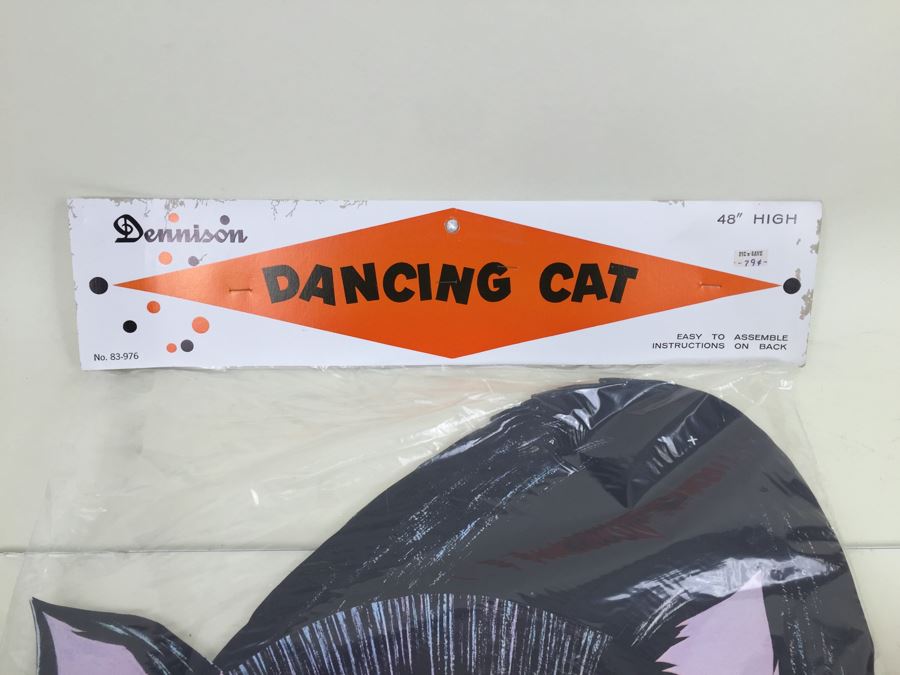 Dennison
48" HIGH
DANCING CAT
79¢
EASY TO ASSEMBLE
INSTRUCTIONS ON BACK
No. 83-976